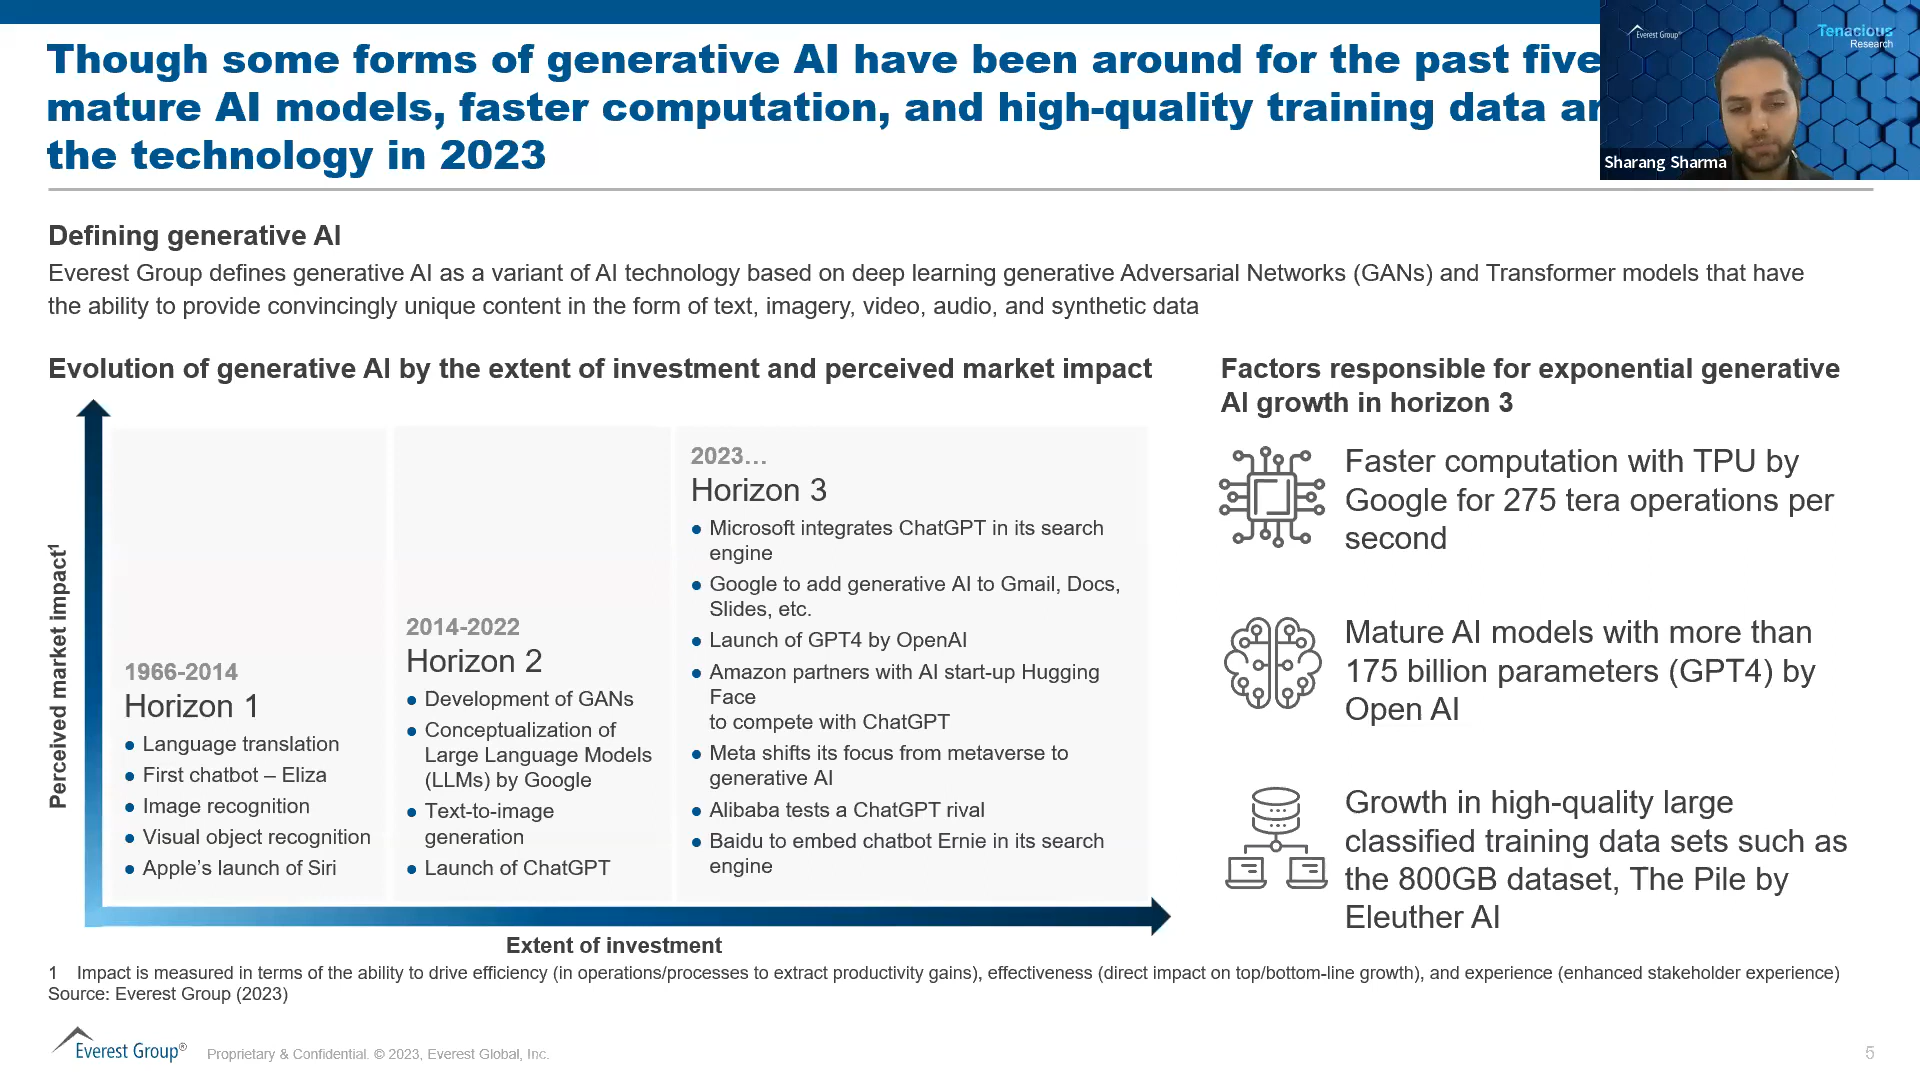 Though some forms of generative AI have been around for the past five
mature AI models, faster computation, and high-quality training data
the technology in 2023
Everest Group
Tenacious
Research
Sharang Sharma
Defining generative AI
Everest Group defines generative AI as a variant of AI technology based on deep learning generative Adversarial Networks (GANs) and Transformer models that have
the ability to provide convincingly unique content in the form of text, imagery, video, audio, and synthetic data
Evolution of generative AI by the extent of investment and perceived market impact
Perceived market impact¹
1966-2014
Horizon 1
● Language translation
● First chatbot – Eliza
● Image recognition
● Visual object recognition
● Apple’s launch of Siri
2014-2022
Horizon 2
● Development of GANs
● Conceptualization of
Large Language Models
(LLMs) by Google
● Text-to-image
generation
● Launch of ChatGPT
2023…
Horizon 3
● Microsoft integrates ChatGPT in its search
engine
● Google to add generative AI to Gmail, Docs,
Slides, etc.
● Launch of GPT4 by OpenAI
● Amazon partners with AI start-up Hugging
Face
to compete with ChatGPT
● Meta shifts its focus from metaverse to
generative AI
● Alibaba tests a ChatGPT rival
● Baidu to embed chatbot Ernie in its search
engine
Extent of investment
Factors responsible for exponential generative
AI growth in horizon 3
Faster computation with TPU by
Google for 275 tera operations per
second
Mature AI models with more than
175 billion parameters (GPT4) by
Open AI
Growth in high-quality large
classified training data sets such as
the 800GB dataset, The Pile by
Eleuther AI
1 Impact is measured in terms of the ability to drive efficiency (in operations/processes to extract productivity gains), effectiveness (direct impact on top/bottom-line growth), and experience (enhanced stakeholder experience)
Source: Everest Group (2023)
Everest Group®
Proprietary & Confidential. © 2023, Everest Global, Inc.
5